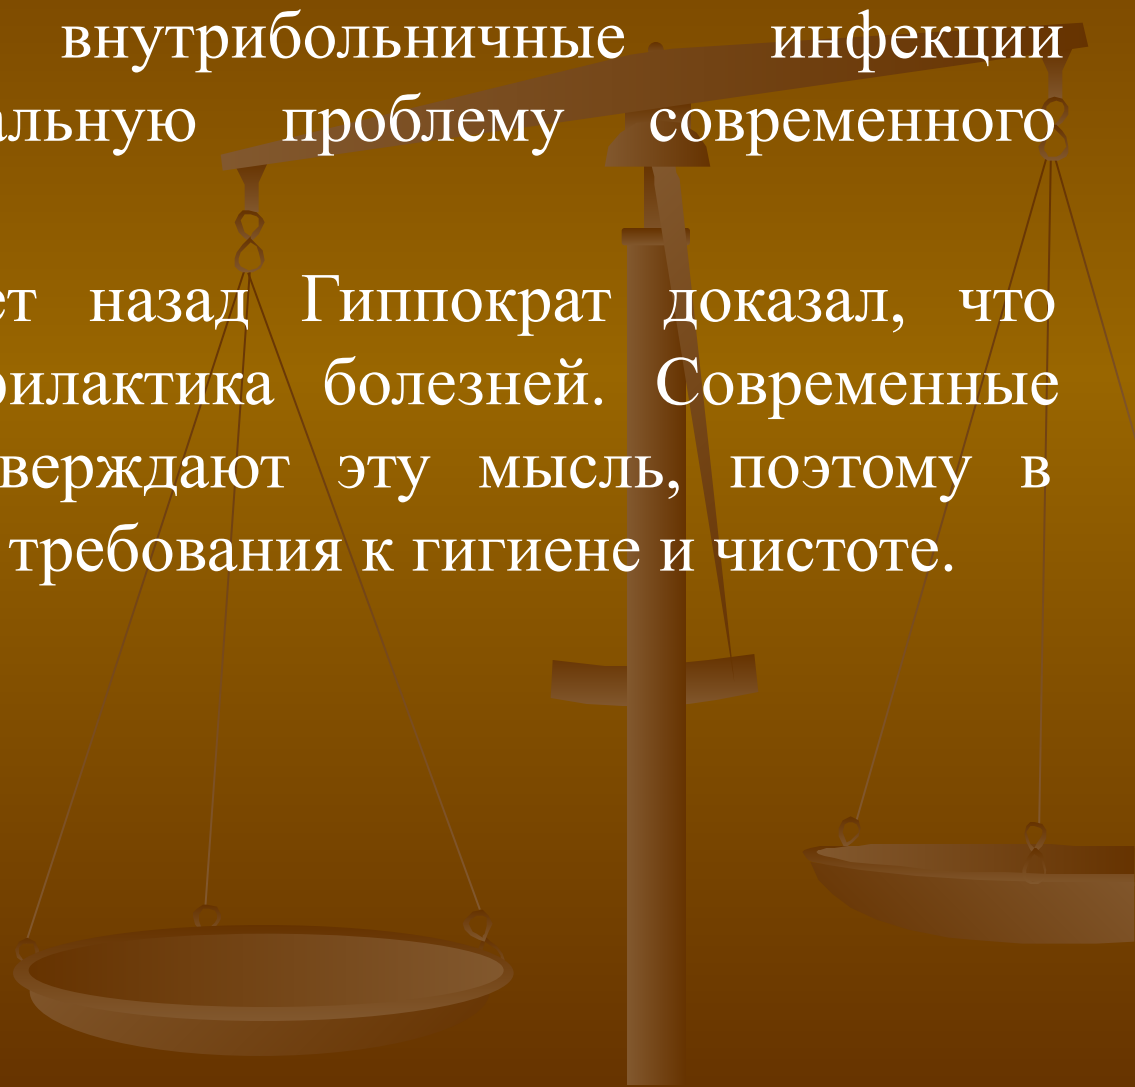 внутрибольничные инфекции
альную проблему современного
ет назад Гиппократ доказал, что
филактика болезней. Современные
верждают эту мысль, поэтому в
требования к гигиене и чистоте.